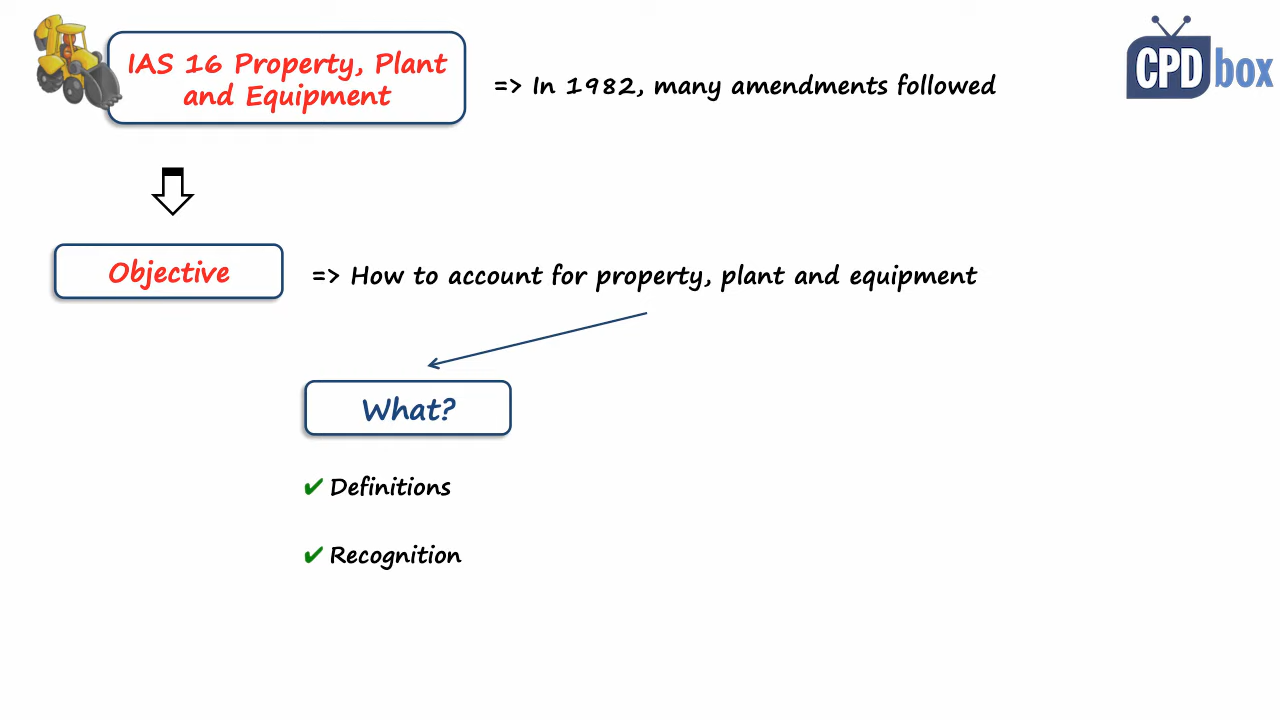 IAS 16 Property, Plant
and Equipment
=> In 1982, many amendments followed
CPD box
Objective
=> How to account for property, plant and equipment
What?
✔ Definitions
✔ Recognition